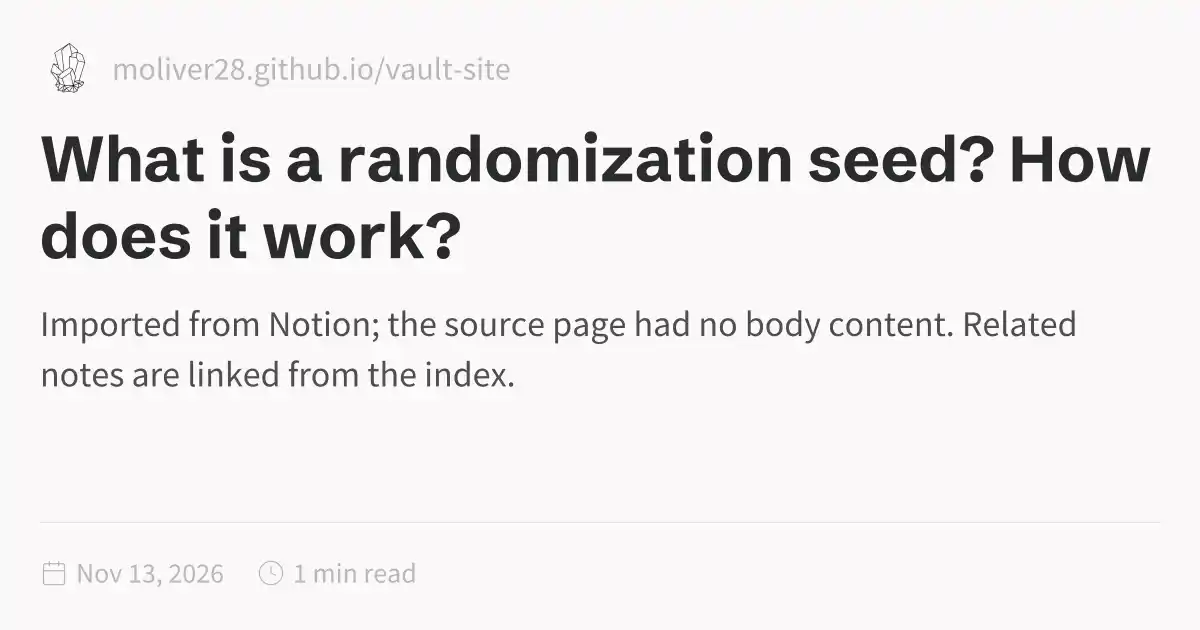 moliver28.github.io/vault-site
What is a randomization seed? How
does it work?
Imported from Notion; the source page had no body content. Related
notes are linked from the index.
Nov 13, 2026 1 min read